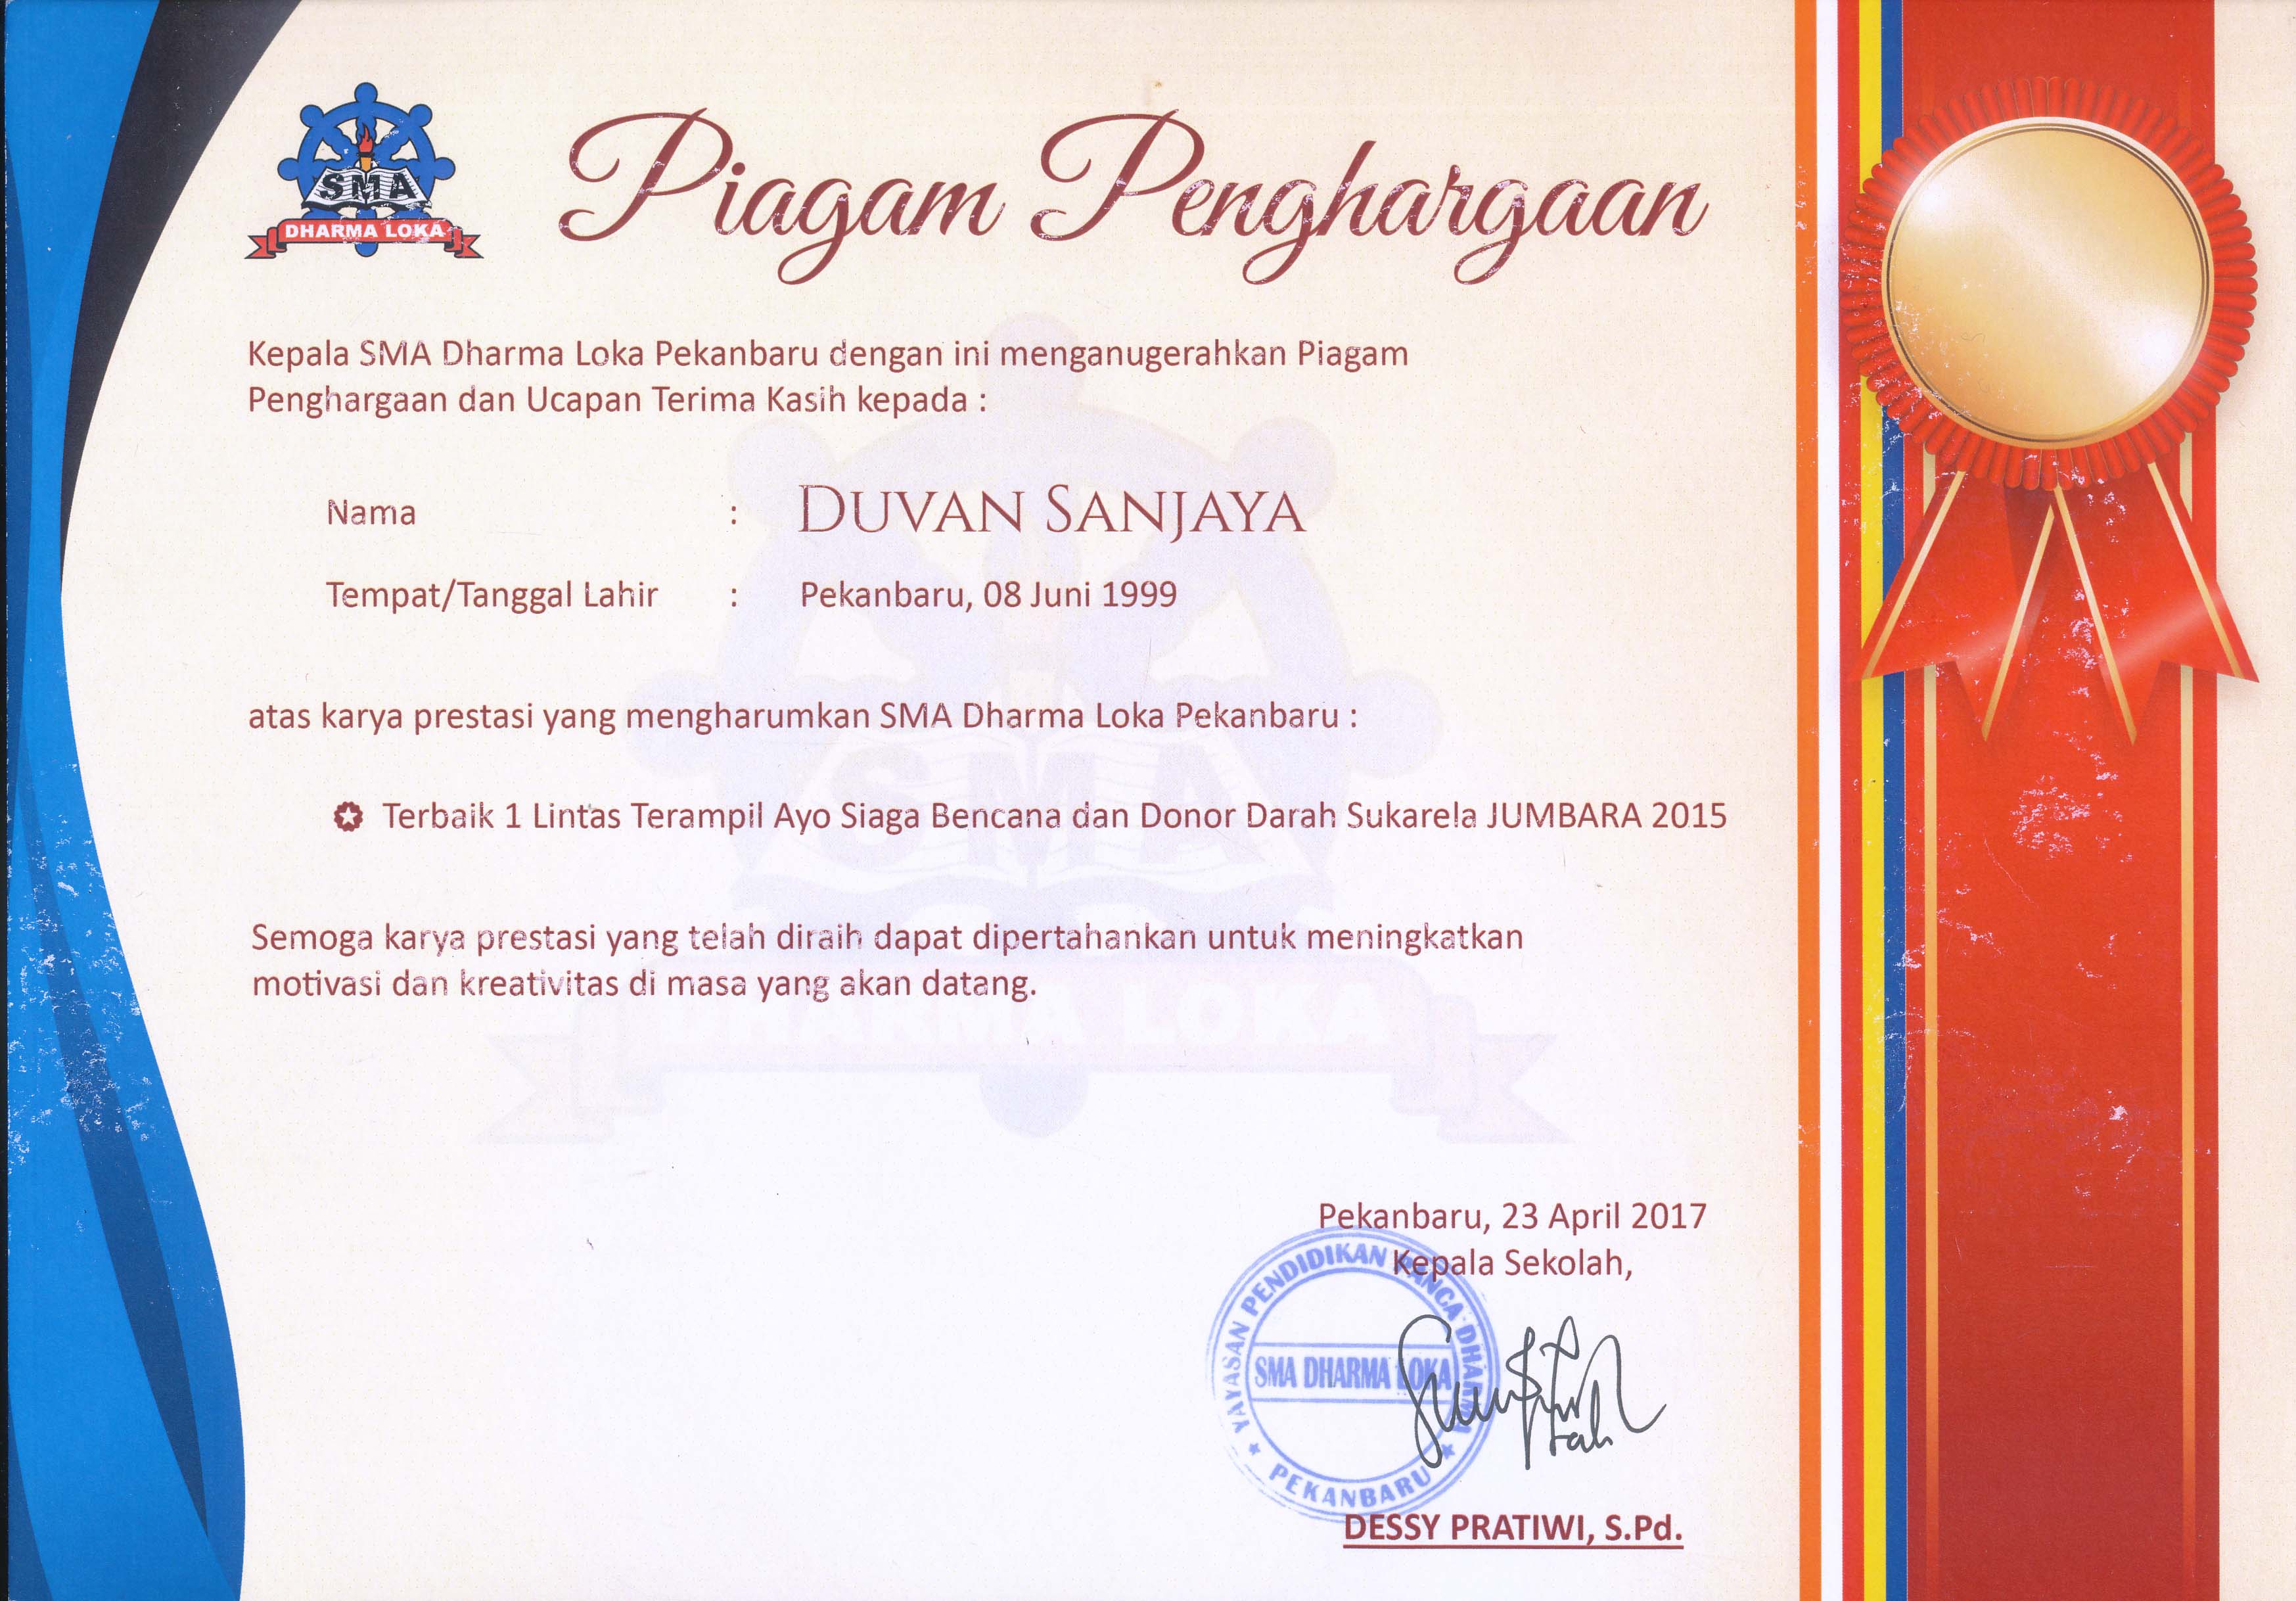 SMA
DHARMA LOKA
Piagam Penghargaan
Kepala SMA Dharma Loka Pekanbaru dengan ini menganugerahkan Piagam
Penghargaan dan Ucapan Terima Kasih kepada :
Nama : DUVAN SANJAYA
Tempat/Tanggal Lahir : Pekanbaru, 08 Juni 1999
atas karya prestasi yang mengharumkan SMA Dharma Loka Pekanbaru :
SMA
Terbaik 1 Lintas Terampil Ayo Siaga Bencana dan Donor Darah Sukarela JUMBARA 2015
Semoga karya prestasi yang telah diraih dapat dipertahankan untuk meningkatkan
motivasi dan kreativitas di masa yang akan datang.
DHARMA LOKA
Pekanbaru, 23 April 2017
Kepala Sekolah,
YAYASAN PENDIDIKAN PANCA DHARMA
SMA DHARMA LOKA
PEKANBARU
DESSY PRATIWI, S.Pd.